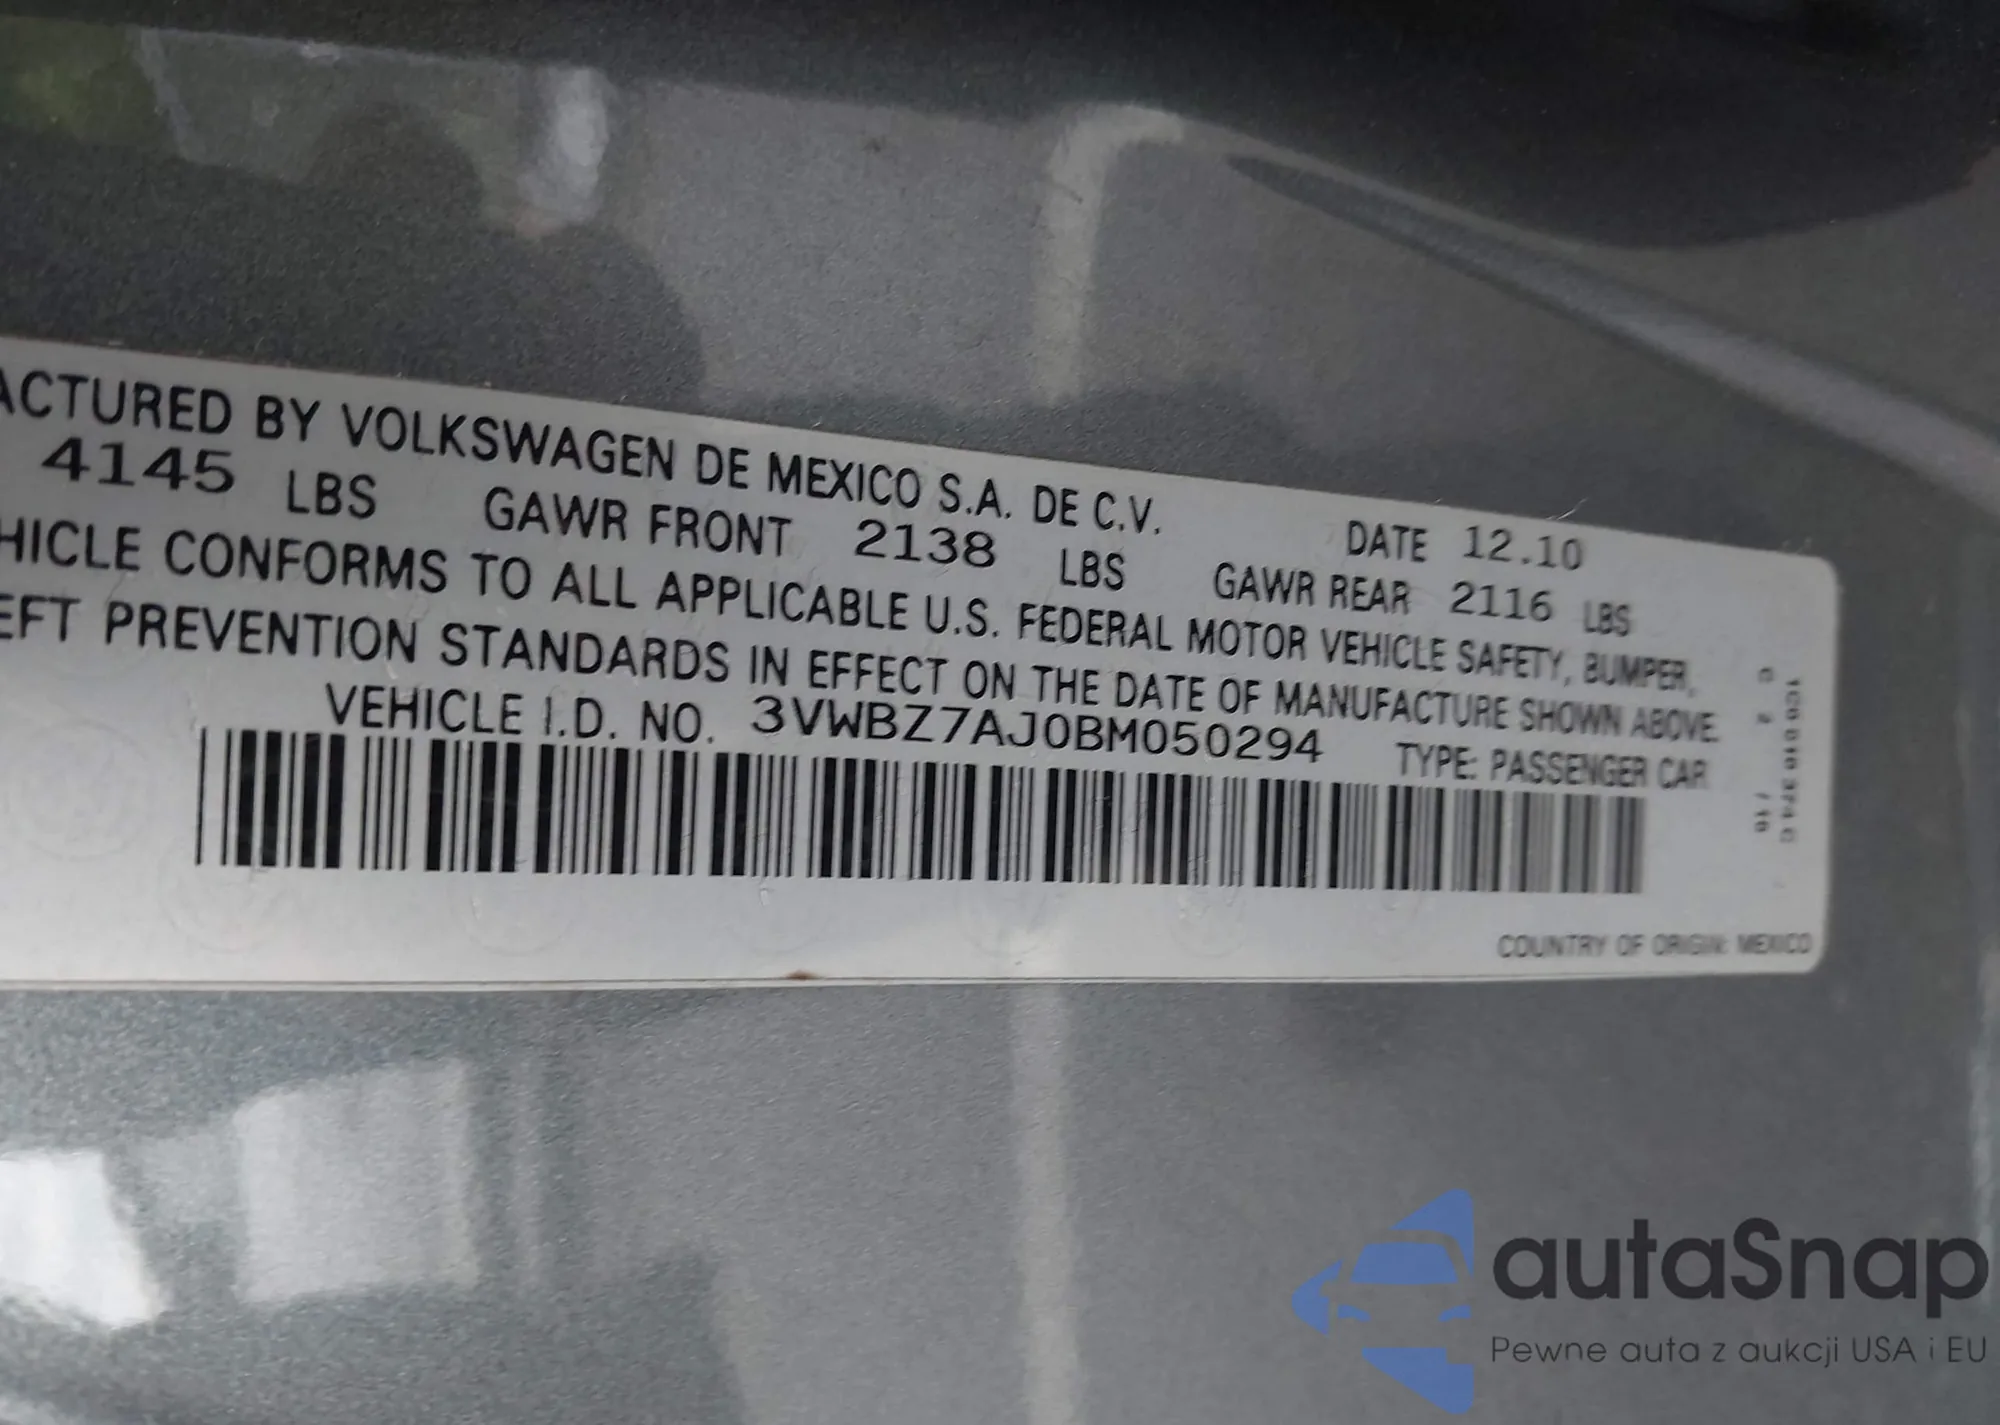 ACTURED BY VOLKSWAGEN DE MEXICO S.A. DE C.V. DATE 12.10
4145 LBS GAWR FRONT 2138 LBS GAWR REAR 2116 LBS
HICLE CONFORMS TO ALL APPLICABLE U.S. FEDERAL MOTOR VEHICLE SAFETY, BUMPER,
EFT PREVENTION STANDARDS IN EFFECT ON THE DATE OF MANUFACTURE SHOWN ABOVE.
VEHICLE I.D. NO. 3VWBZ7AJ0BM050294 TYPE: PASSENGER CAR
COUNTRY OF ORIGIN: MEXICO
autaSnap
Pewne auta z aukcji USA i EU